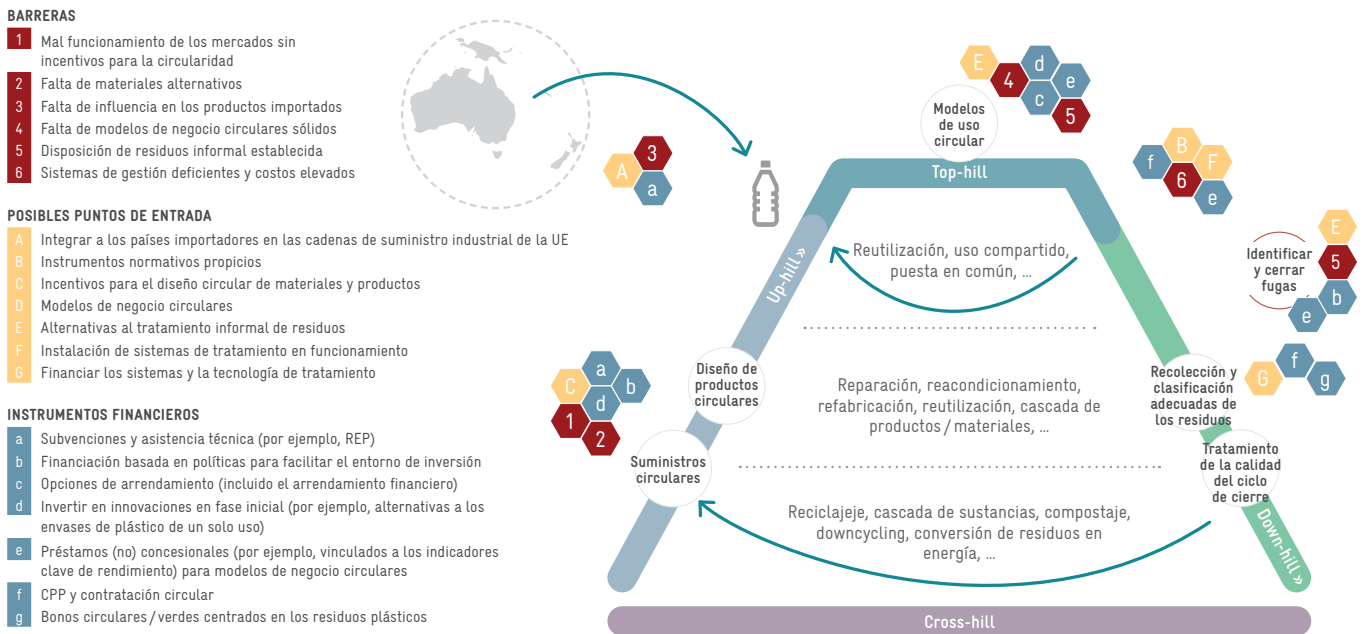 BARRERAS
1 Mal funcionamiento de los mercados sin
incentivos para la circularidad
2 Falta de materiales alternativos
3 Falta de influencia en los productos importados
4 Falta de modelos de negocio circulares sólidos
5 Disposición de residuos informal establecida
6 Sistemas de gestión deficientes y costos elevados
POSIBLES PUNTOS DE ENTRADA
A Integrar a los países importadores en las cadenas de suministro industrial de la UE
B Instrumentos normativos propicios
C Incentivos para el diseño circular de materiales y productos
D Modelos de negocio circulares
E Alternativas al tratamiento informal de residuos
F Instalación de sistemas de tratamiento en funcionamiento
G Financiar los sistemas y la tecnología de tratamiento
INSTRUMENTOS FINANCIEROS
a Subvenciones y asistencia técnica (por ejemplo, REP)
b Financiación basada en políticas para facilitar el entorno de inversión
c Opciones de arrendamiento (incluido el arrendamiento financiero)
d Invertir en innovaciones en fase inicial (por ejemplo, alternativas a los
envases de plástico de un solo uso)
e Préstamos (no) concesionales (por ejemplo, vinculados a los indicadores
clave de rendimiento) para modelos de negocio circulares
f CPP y contratación circular
g Bonos circulares / verdes centrados en los residuos plásticos
3
A
a
E
d
4
e
c
5
Modelos
de uso
circular
Top-hill
B
f
F
6
e
Up-hill »
Reutilización, uso compartido,
puesta en común, ...
Identificar
y cerrar
fugas
E
5
b
e
a
C
b
d
1
2
Diseño de
productos
circulares
Reparación, reacondicionamiento,
refabricación, reutilización, cascada de
productos / materiales, ...
Recolección y
clasificación
adecuadas de
los residuos
f
G
g
Suministros
circulares
Tratamiento
de la calidad
del ciclo
de cierre
Reciclajeje, cascada de sustancias, compostaje,
downcycling, conversión de residuos en
energía, ...
Down-hill »
Cross-hill